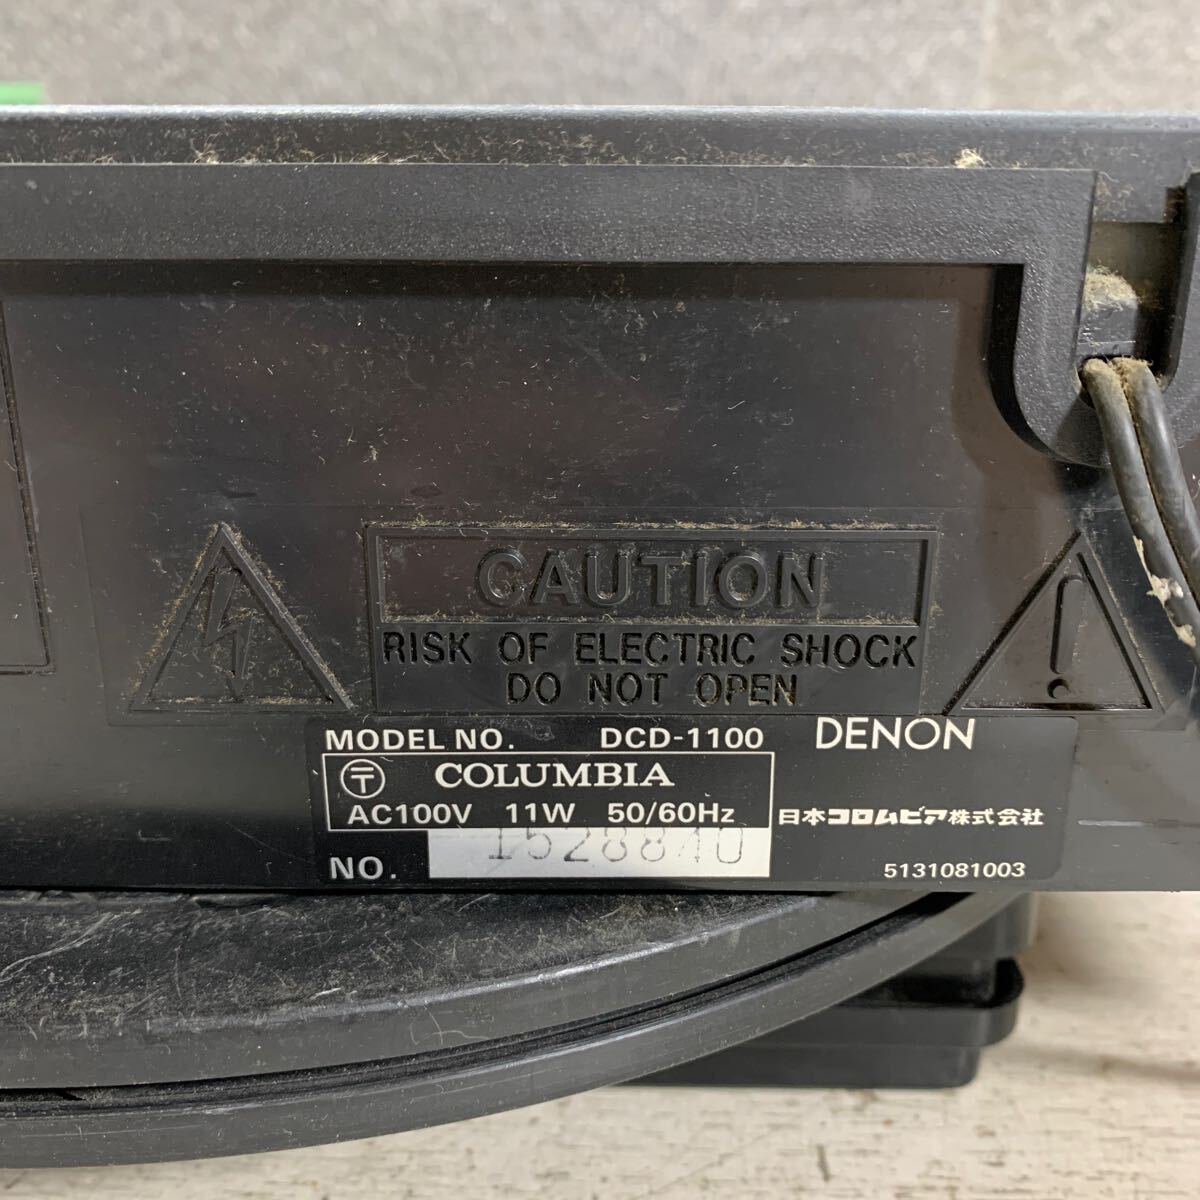 CAUTION
RISK OF ELECTRIC SHOCK
DO NOT OPEN
MODEL NO. DCD-1100 DENON
〒 COLUMBIA
AC100V 11W 50/60Hz 日本コロムビア株式会社
NO. 1528840 5131081003